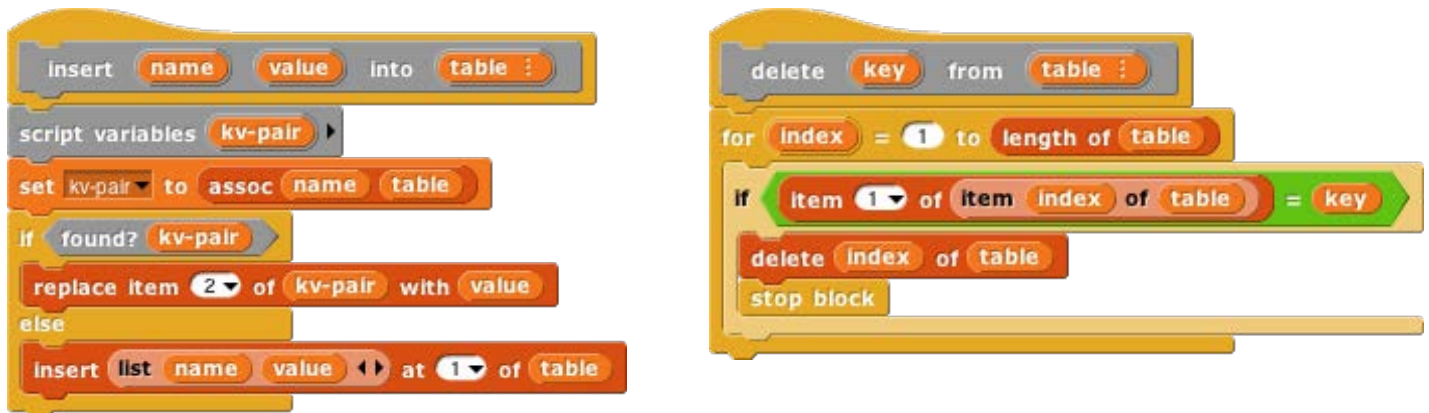 insert name value into table ⋮
script variables kv-pair
set kv-pair to assoc name table
if found? kv-pair
replace item 2 of kv-pair with value
else
insert list name value at 1 of table
delete key from table ⋮
for index = 1 to length of table
if item 1 of item index of table = key
delete index of table
stop block